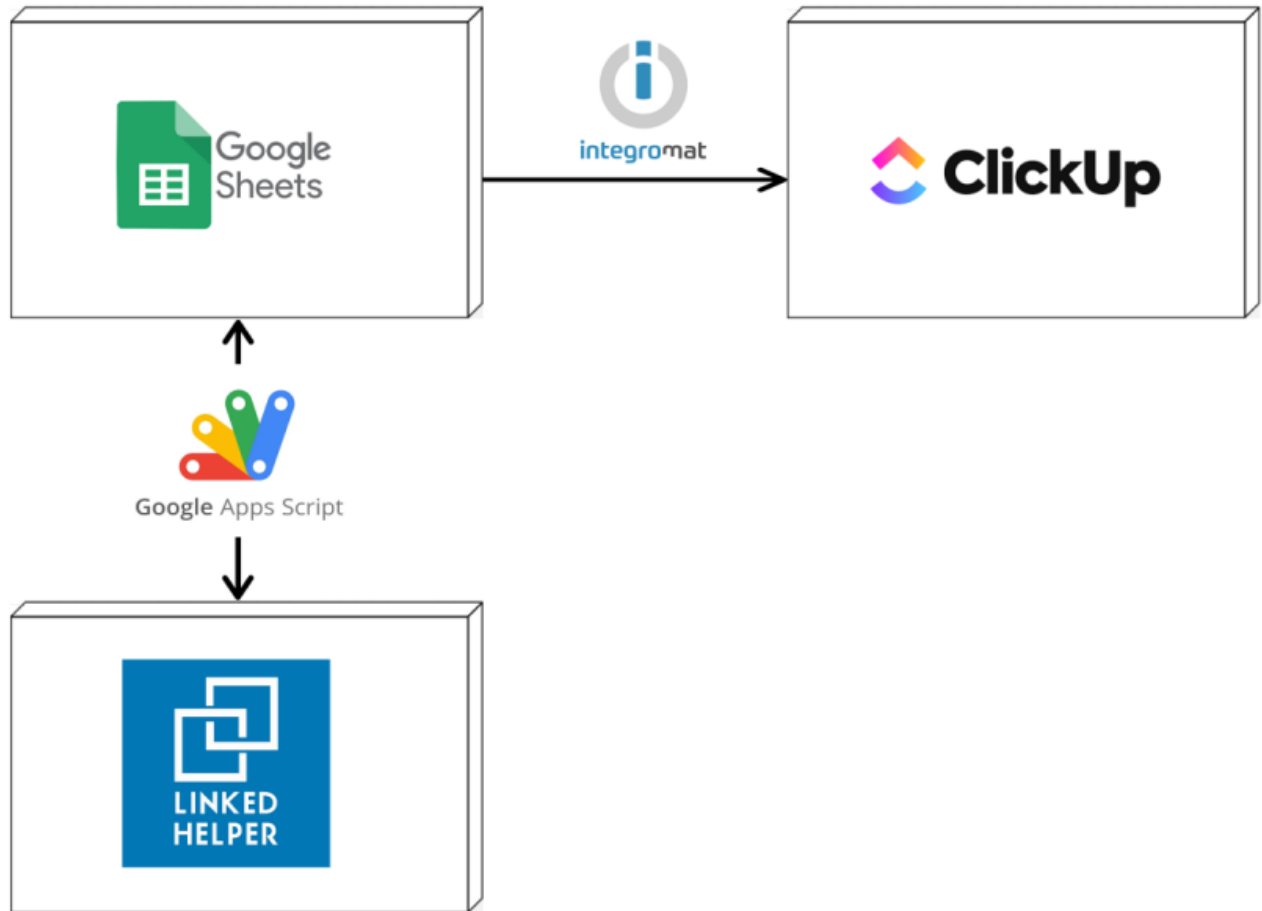 Google
Sheets
integromat
ClickUp
Google Apps Script
LINKED
HELPER